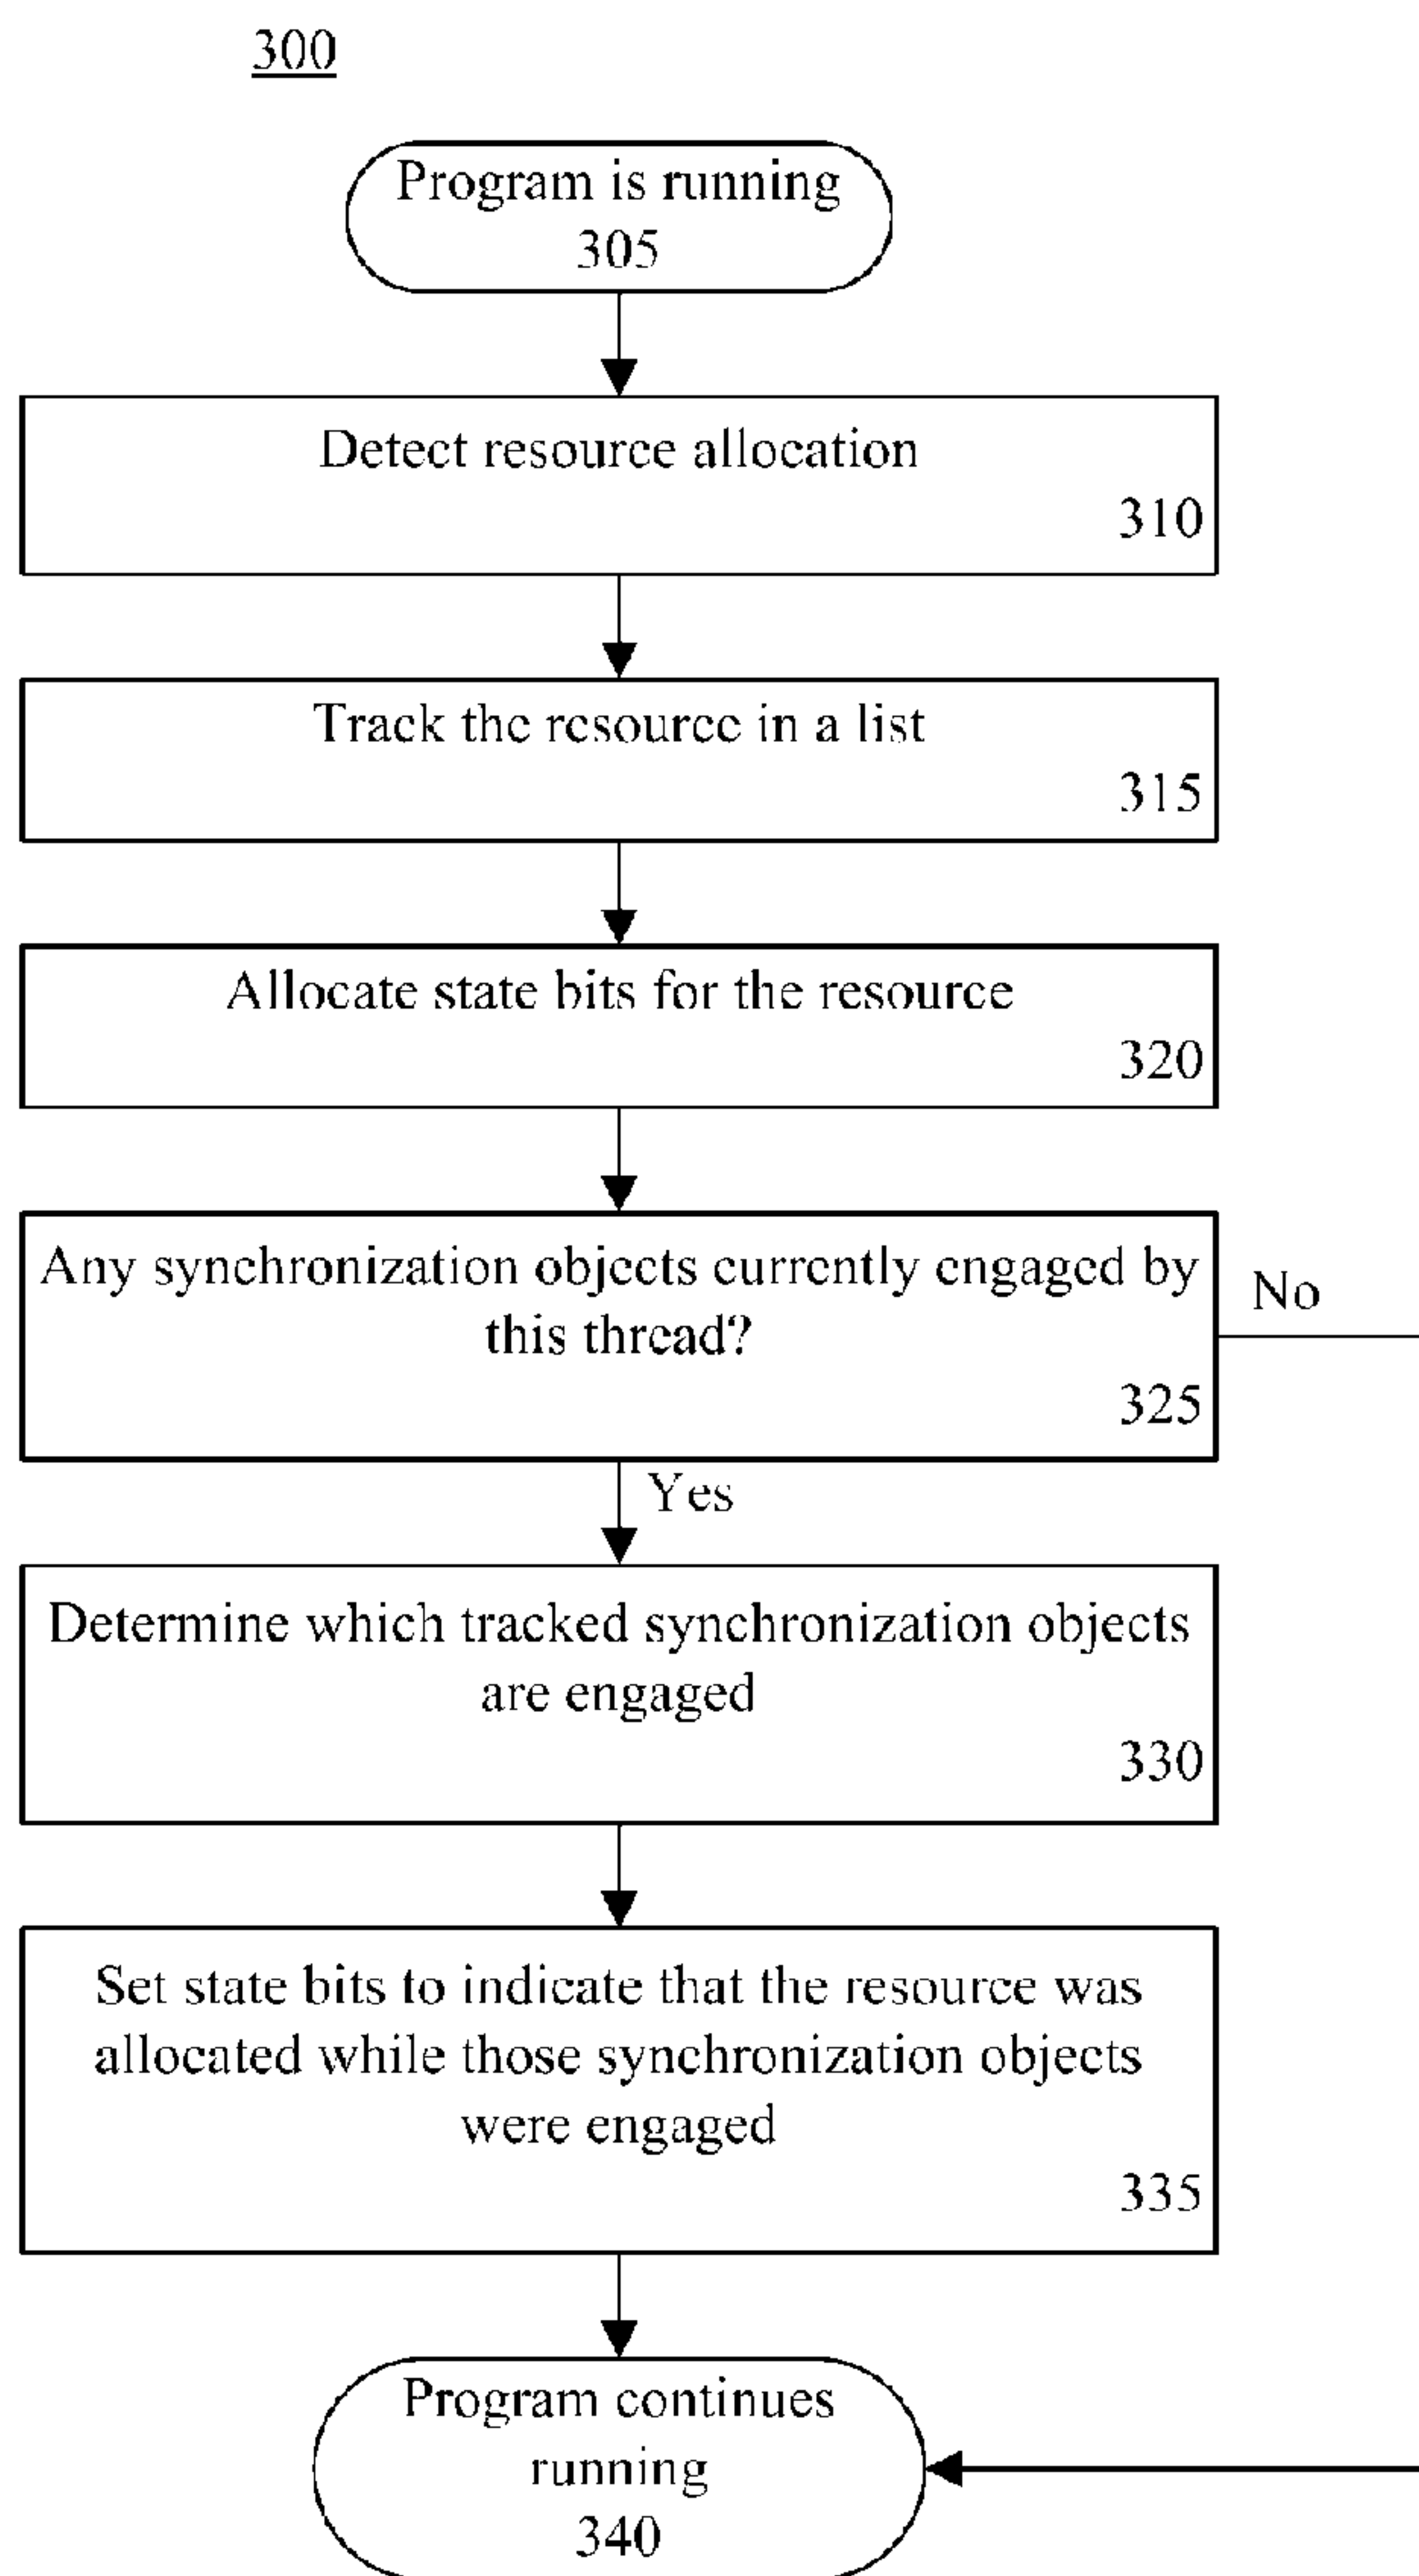 300
Program is running
305
Detect resource allocation
310
Track the resource in a list
315
Allocate state bits for the resource
320
Any synchronization objects currently engaged by
this thread?
325
No
Yes
Determine which tracked synchronization objects
are engaged
330
Set state bits to indicate that the resource was
allocated while those synchronization objects
were engaged
335
Program continues
running
340